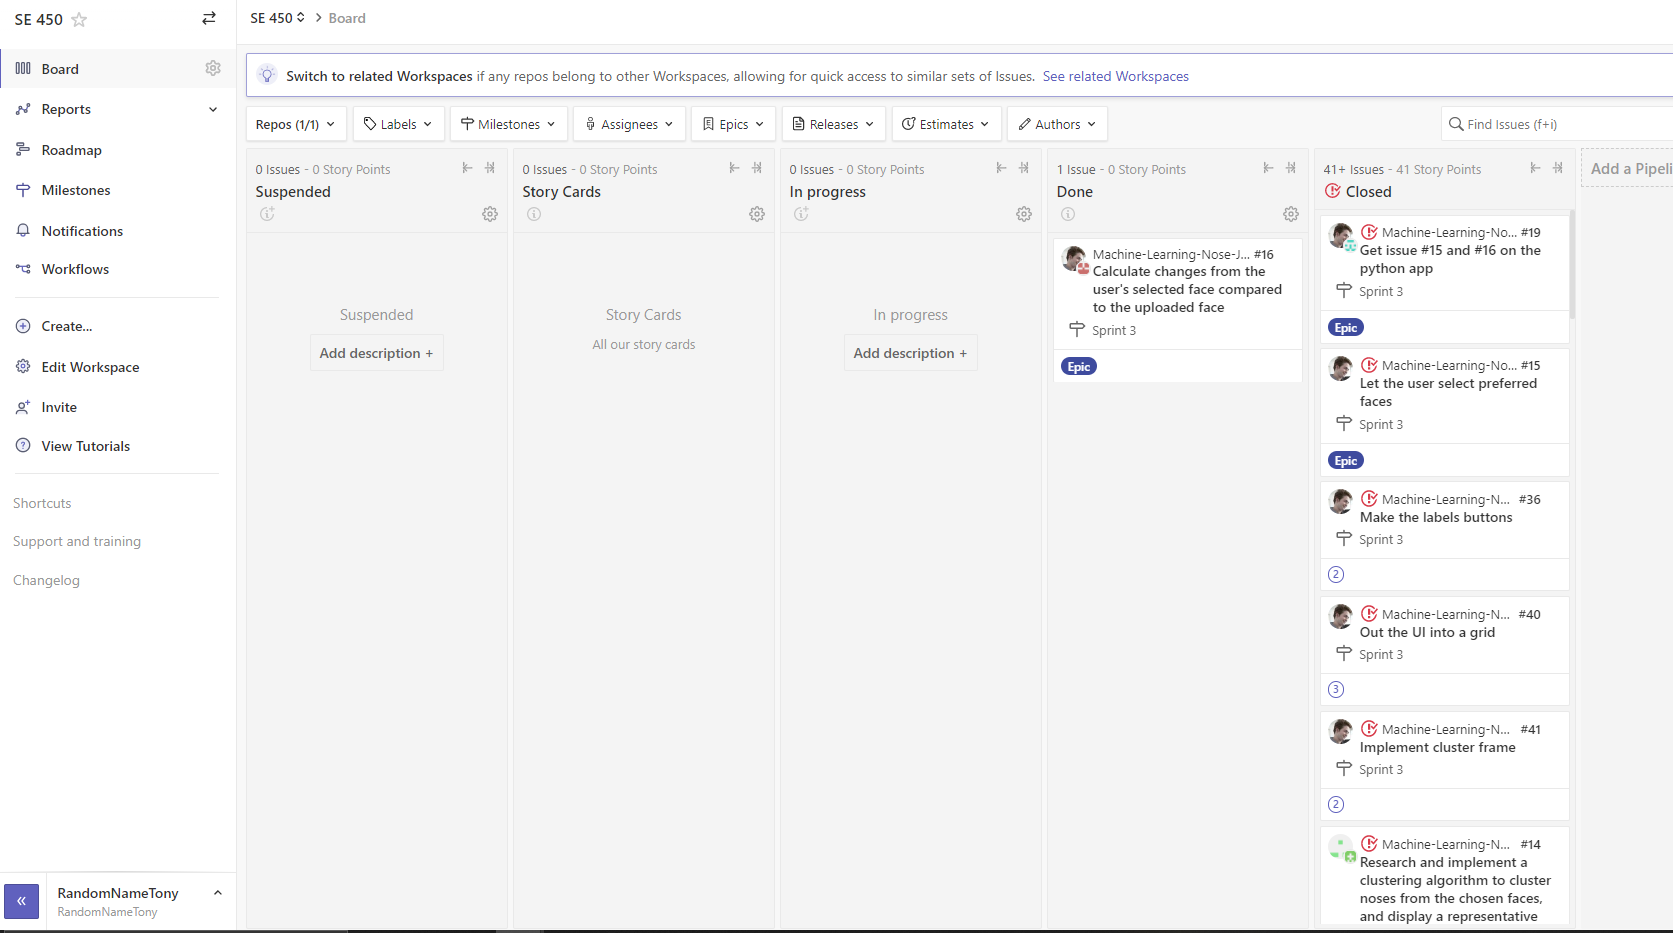 SE 450
SE 450 > Board
Board
Reports
Roadmap
Milestones
Notifications
Workflows
Create...
Edit Workspace
Invite
View Tutorials
Shortcuts
Support and training
Changelog
RandomNameTony
RandomNameTony
Switch to related Workspaces if any repos belong to other Workspaces, allowing for quick access to similar sets of Issues. See related Workspaces
Repos (1/1) Labels Milestones Assignees Epics Releases Estimates Authors Find Issues (f+i)
0 Issues - 0 Story Points
Suspended
Suspended
Add description +
0 Issues - 0 Story Points
Story Cards
Story Cards
All our story cards
0 Issues - 0 Story Points
In progress
In progress
Add description +
1 Issue - 0 Story Points
Done
Machine-Learning-Nose-J... #16
Calculate changes from the
user's selected face compared
to the uploaded face
Sprint 3
Epic
41+ Issues - 41 Story Points
Closed
Machine-Learning-No... #19
Get issue #15 and #16 on the
python app
Sprint 3
Epic
Machine-Learning-No... #15
Let the user select preferred
faces
Sprint 3
Epic
Machine-Learning-N... #36
Make the labels buttons
Sprint 3
2
Machine-Learning-N... #40
Out the UI into a grid
Sprint 3
3
Machine-Learning-N... #41
Implement cluster frame
Sprint 3
2
Machine-Learning-N... #14
Research and implement a
clustering algorithm to cluster
noses from the chosen faces,
and display a representative
Add a Pipeli